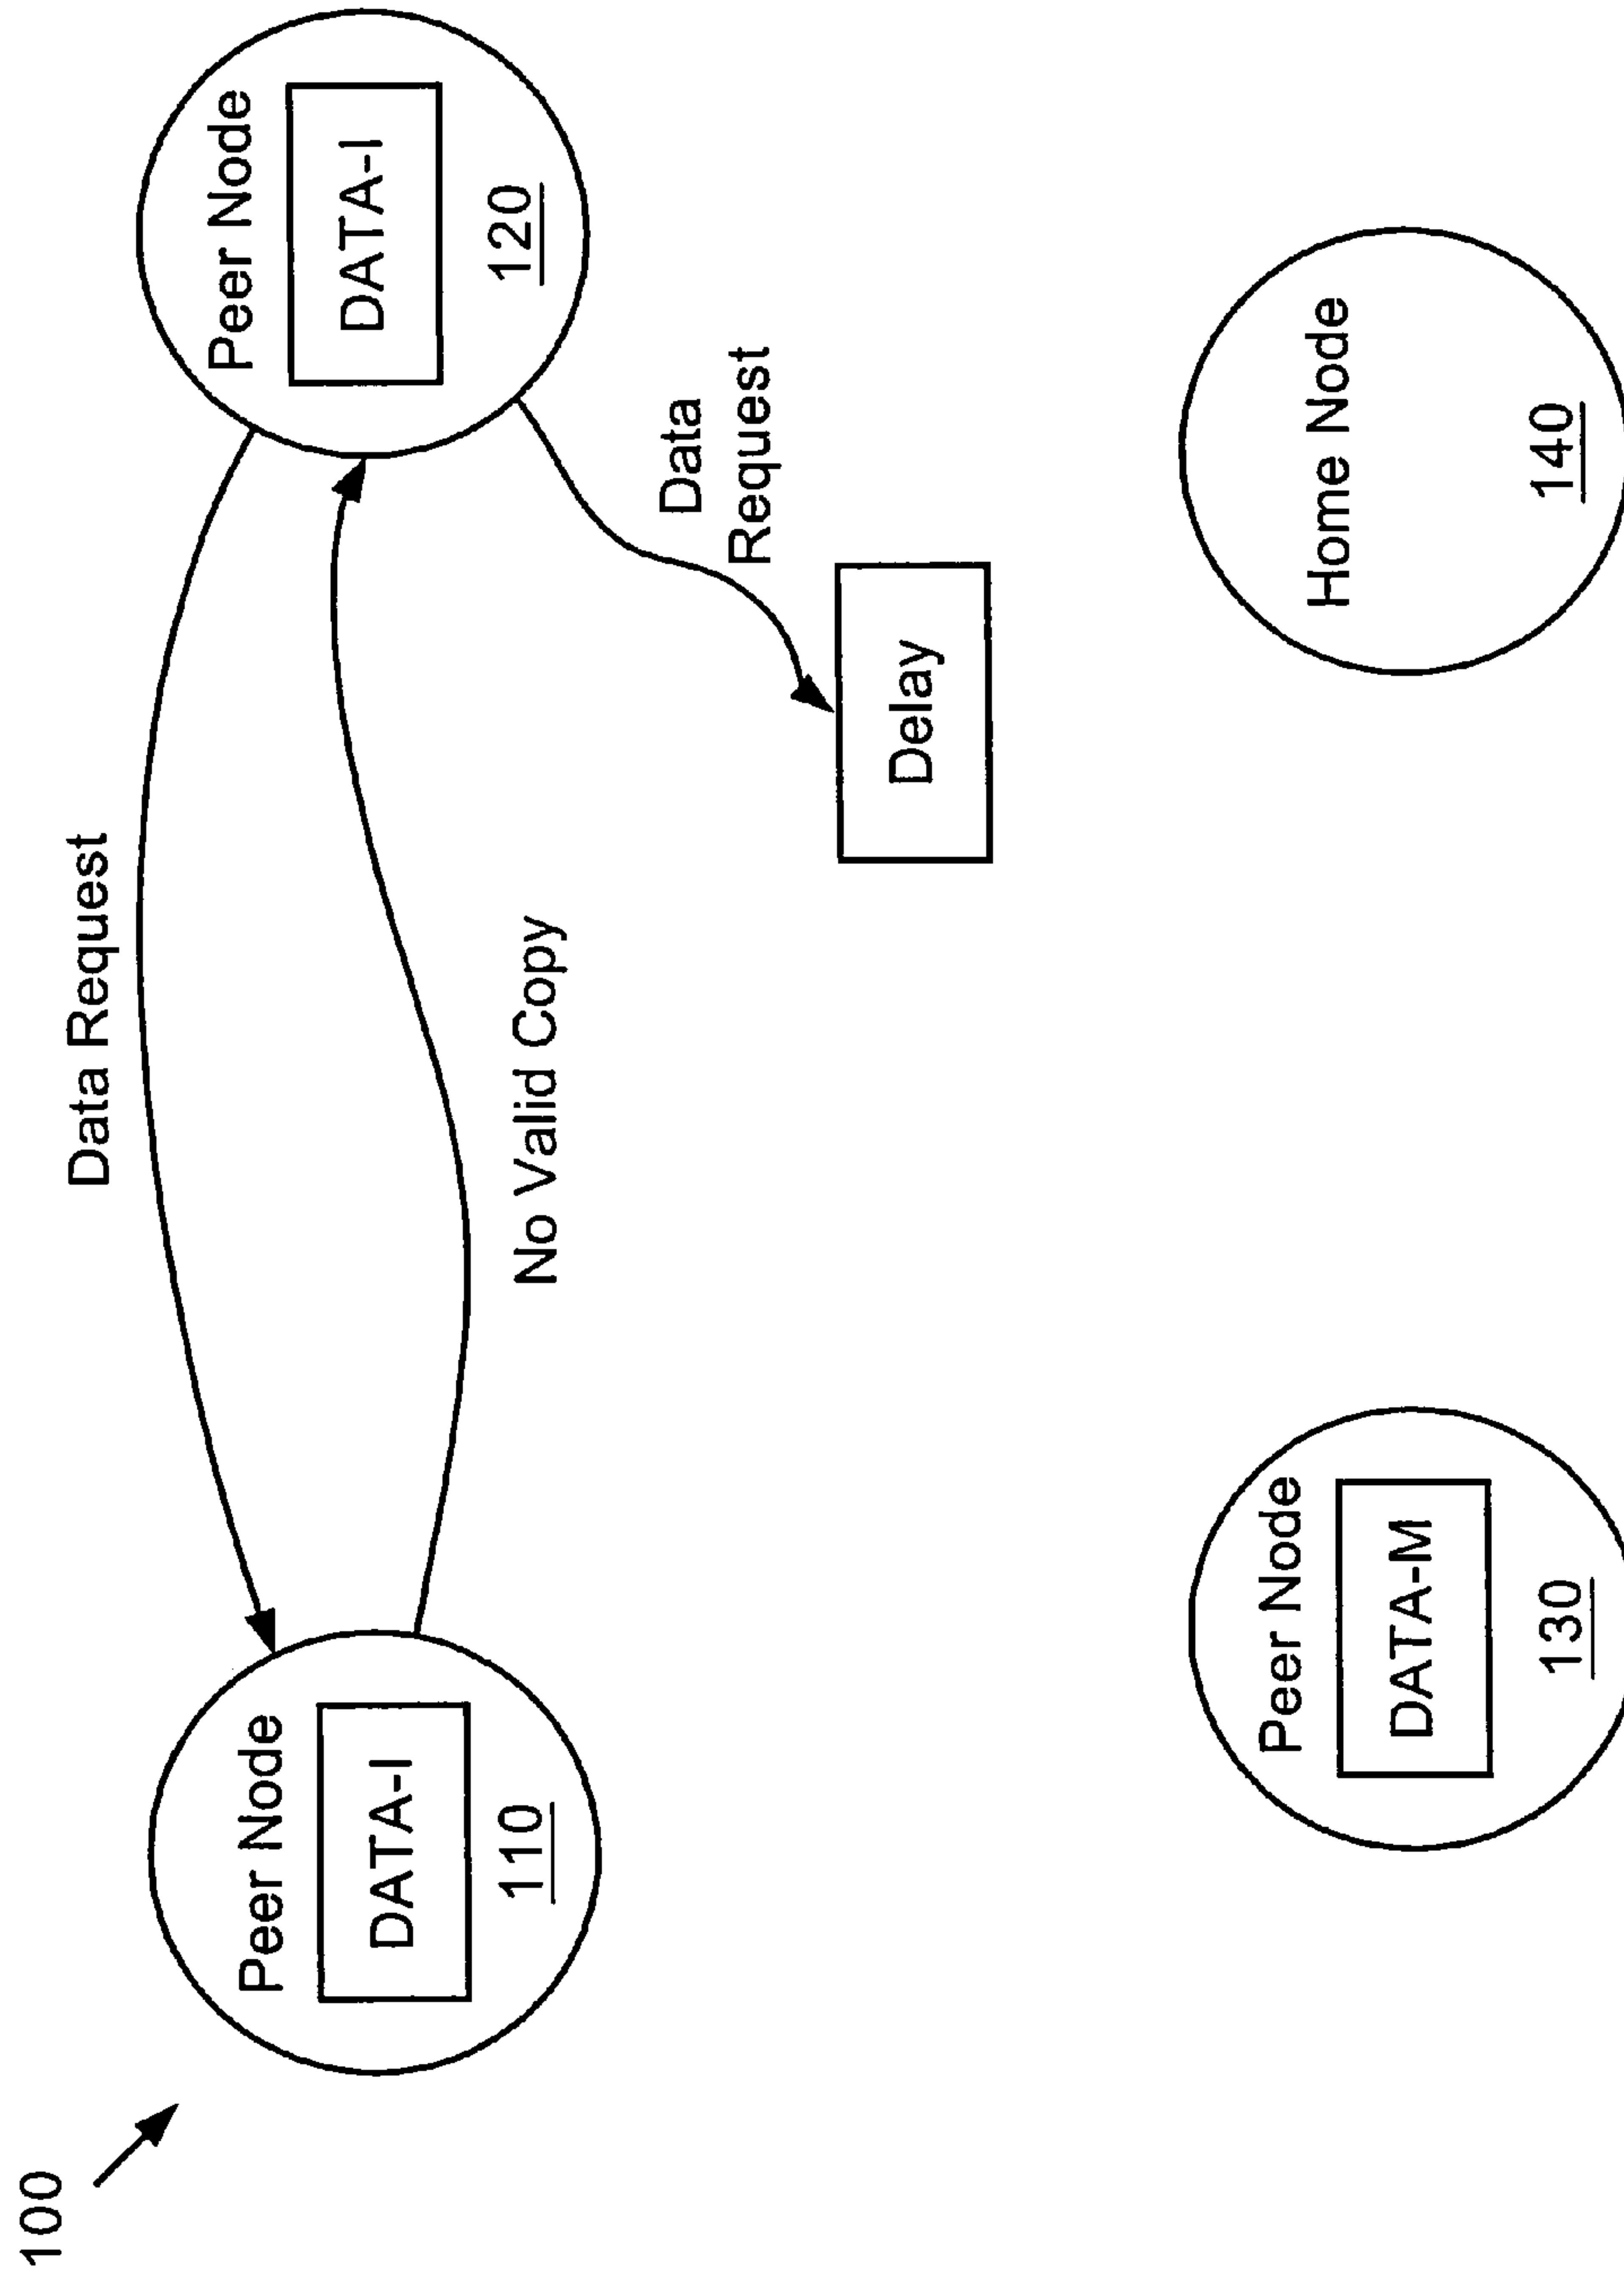 100
Data Request
Peer Node
DATA-I
110
Peer Node
DATA-I
120
No Valid Copy
Data
Request
Delay
Peer Node
DATA-M
130
Home Node
140